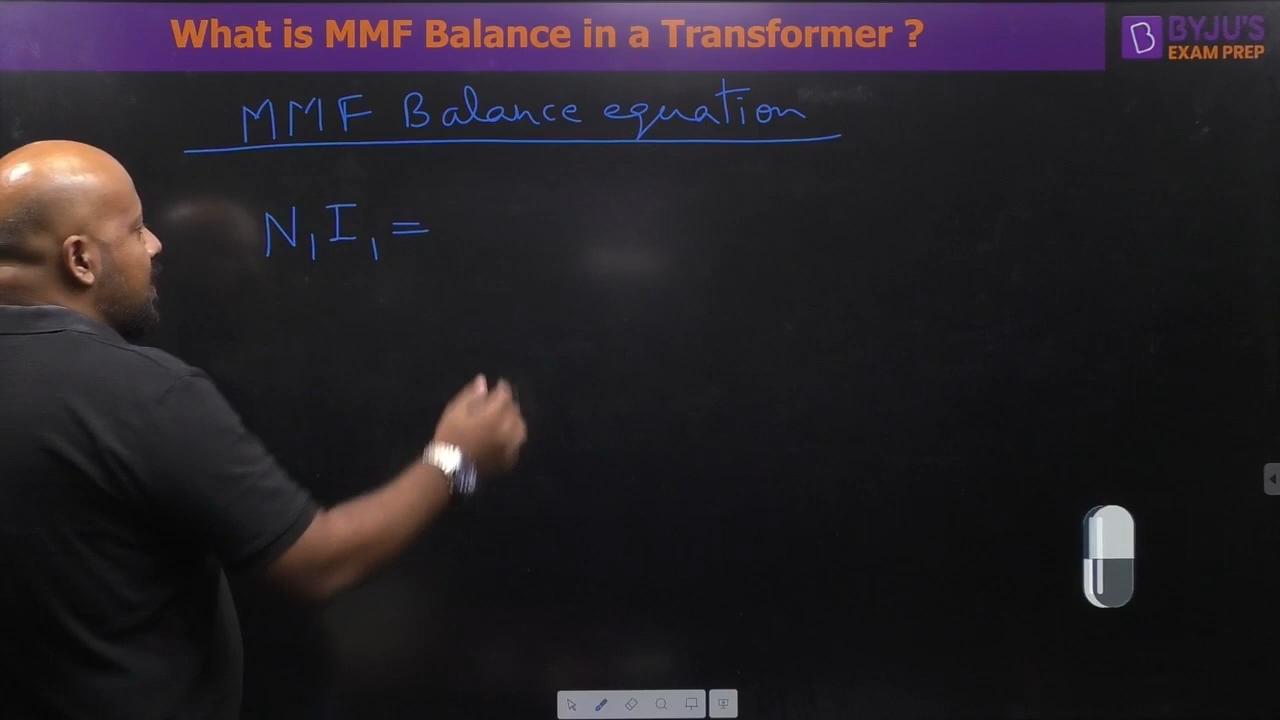 What is MMF Balance in a Transformer ?
BYJU'S
EXAM PREP
MMF Balance equation
N₁I₁ =